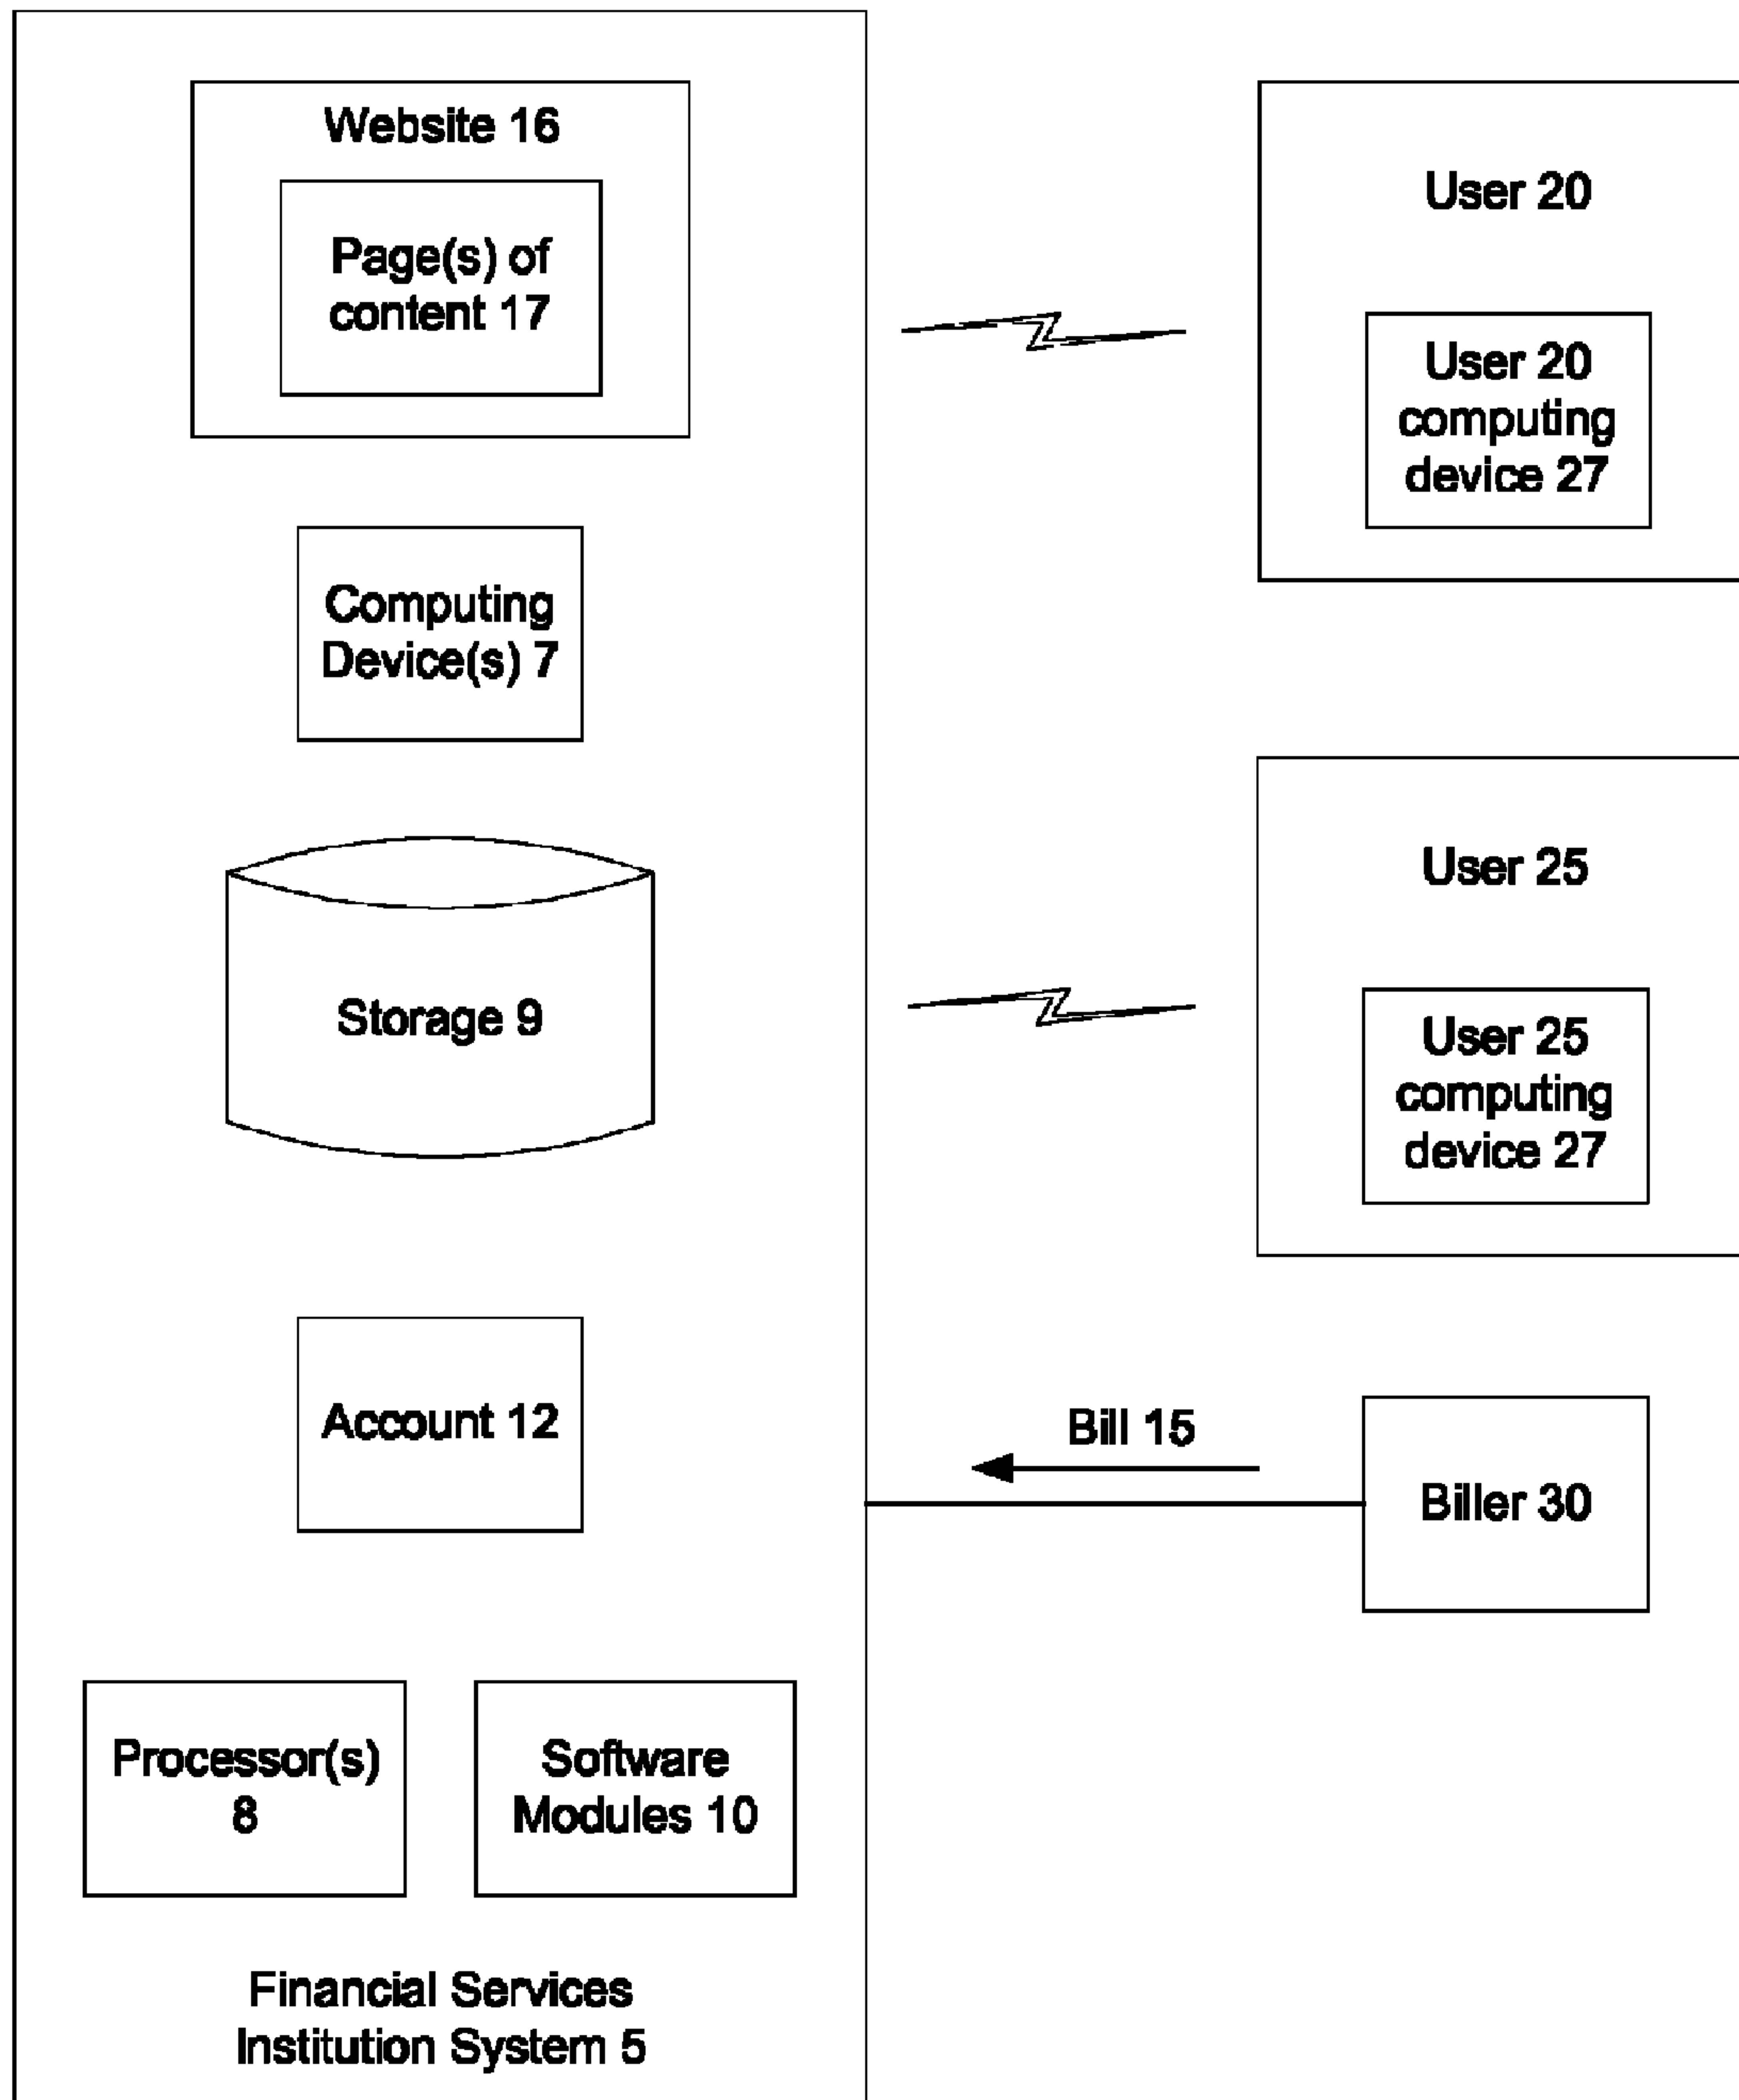 Website 16
Page(s) of
content 17
Computing
Device(s) 7
Storage 9
Account 12
Processor(s)
8
Software
Modules 10
Financial Services
Institution System 5
User 20
User 20
computing
device 27
User 25
User 25
computing
device 27
Bill 15
Biller 30